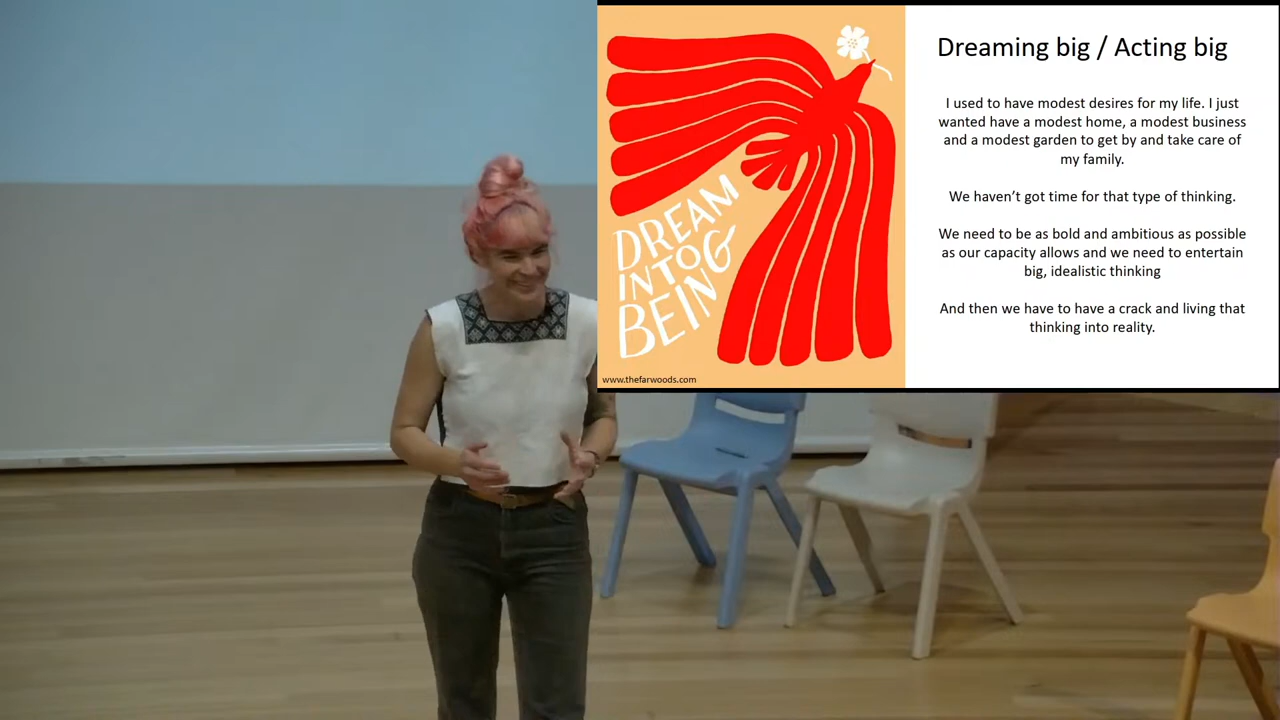 DREAM
INTO
BEING
www.thefarwoods.com
Dreaming big / Acting big
I used to have modest desires for my life. I just
wanted have a modest home, a modest business
and a modest garden to get by and take care of
my family.
We haven't got time for that type of thinking.
We need to be as bold and ambitious as possible
as our capacity allows and we need to entertain
big, idealistic thinking
And then we have to have a crack and living that
thinking into reality.